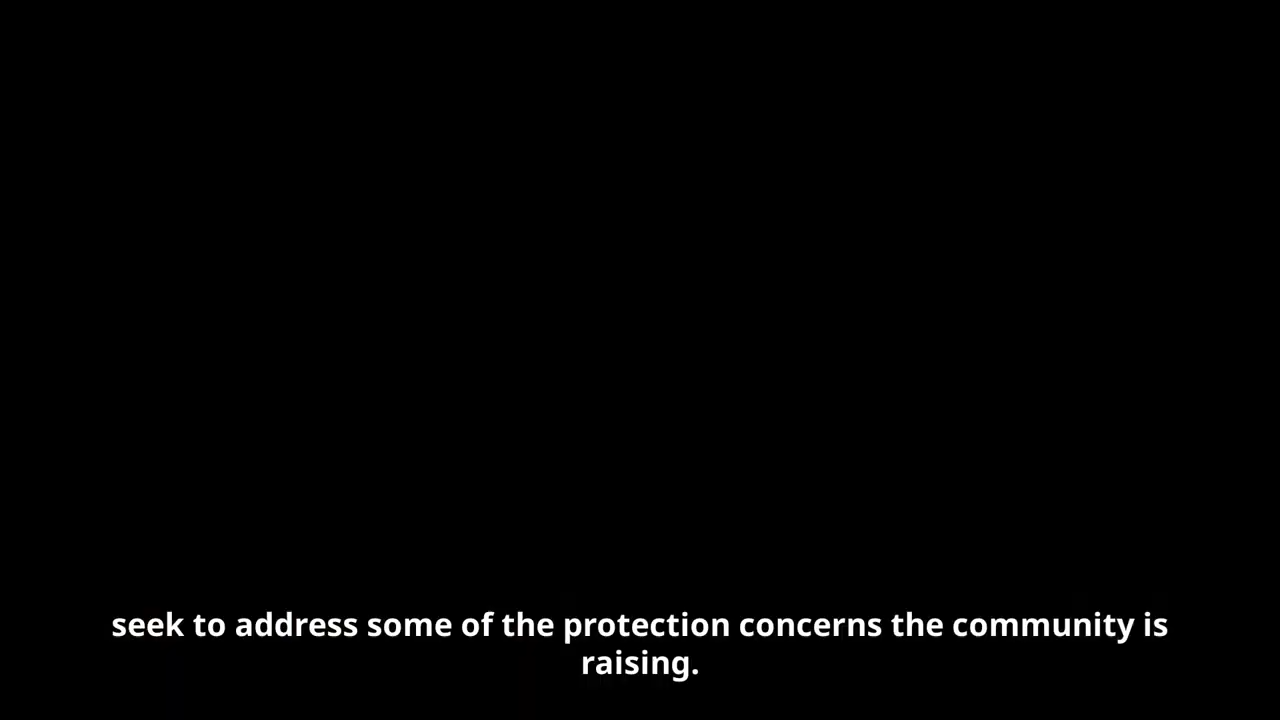 seek to address some of the protection concerns the community is
raising.